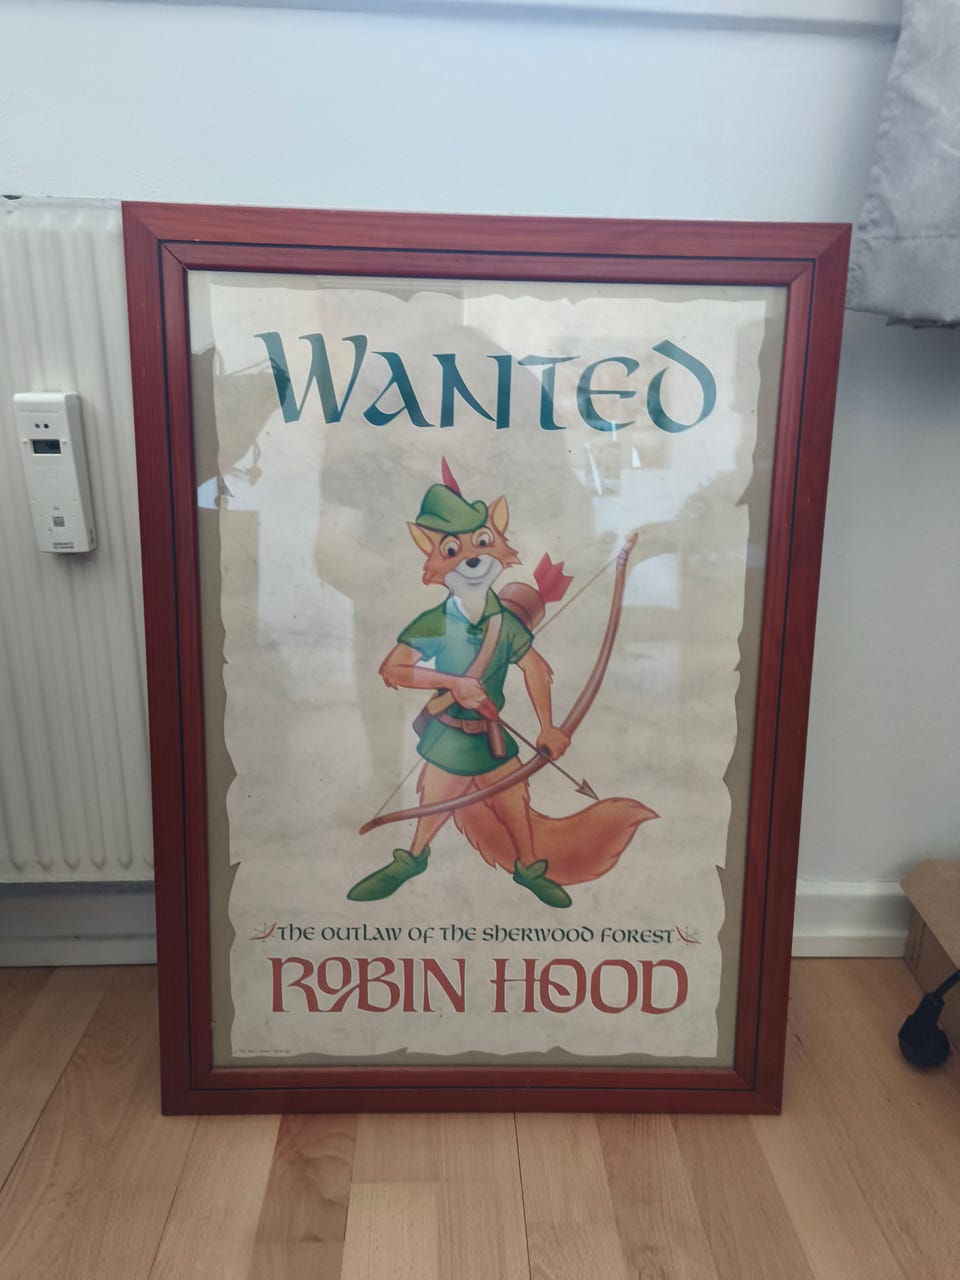 WANTED
THE OUTLAW OF THE SHERWOOD FOREST
ROBIN HOOD